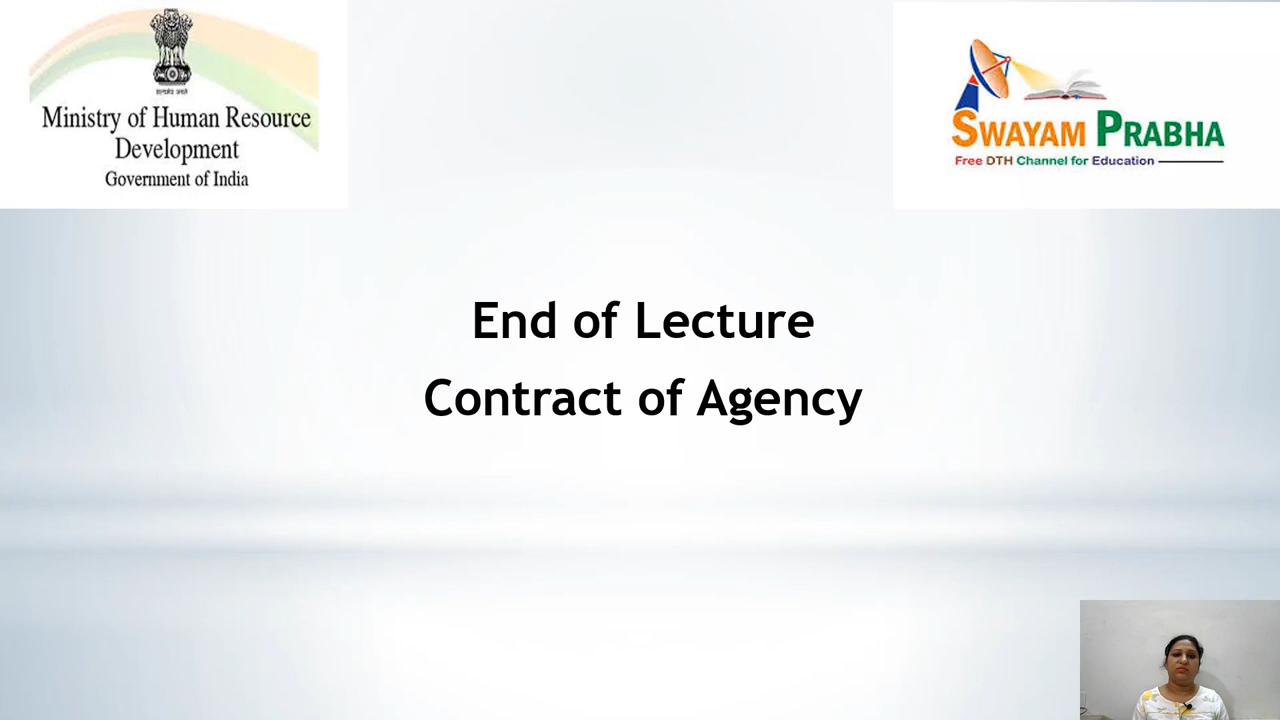 Ministry of Human Resource
Development
Government of India
SWAYAM PRABHA
Free DTH Channel for Education
End of Lecture
Contract of Agency